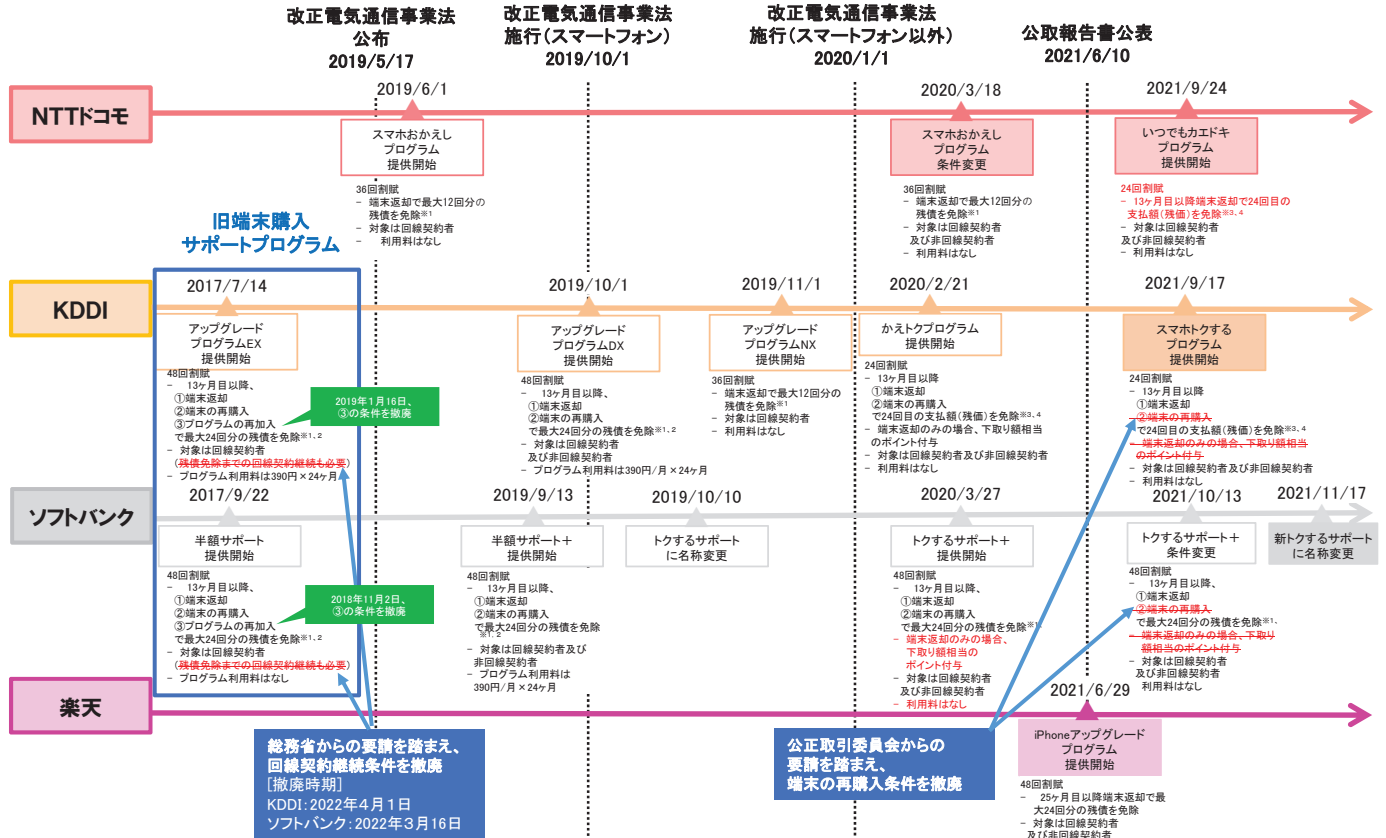 改正電気通信事業法
公布
2019/5/17
改正電気通信事業法
施行(スマートフォン)
2019/10/1
改正電気通信事業法
施行(スマートフォン以外)
2020/1/1
公取報告書公表
2021/6/10
NTTドコモ
2019/6/1
スマホおかえし
プログラム
提供開始
36回割賦
- 端末返却で最大12回分の
残債を免除※1
- 対象は回線契約者
- 利用料はなし
2020/3/18
スマホおかえし
プログラム
条件変更
36回割賦
- 端末返却で最大12回分の
残債を免除※1
- 対象は回線契約者
及び非回線契約者
- 利用料はなし
2021/9/24
いつでもカエドキ
プログラム
提供開始
24回割賦
- 13ヶ月目以降端末返却で24回目の
支払額(残価)を免除※3、4
- 対象は回線契約者
及び非回線契約者
- 利用料はなし
旧端末購入
サポートプログラム
KDDI
2017/7/14
アップグレード
プログラムEX
提供開始
48回割賦
- 13ヶ月目以降、
①端末返却
②端末の再購入
③プログラムの再加入
で最大24回分の残債を免除※1、2
- 対象は回線契約者
(残債免除までの回線契約継続も必要)
- プログラム利用料は390円/月×24ヶ月
2019年1月16日、
③の条件を撤廃
2019/10/1
アップグレード
プログラムDX
提供開始
48回割賦
- 13ヶ月目以降、
①端末返却
②端末の再購入
で最大24回分の残債を免除※1、2
- 対象は回線契約者
及び非回線契約者
- プログラム利用料は390円/月×24ヶ月
2019/11/1
アップグレード
プログラムNX
提供開始
36回割賦
- 端末返却で最大12回分の
残債を免除※1
- 対象は回線契約者
- 利用料はなし
2020/2/21
かえトクプログラム
提供開始
24回割賦
- 13ヶ月目以降
①端末返却
②端末の再購入
で24回目の支払額(残価)を免除※3、4
- 端末返却のみの場合、下取り額相当
のポイント付与
- 対象は回線契約者及び非回線契約者
- 利用料はなし
2021/9/17
スマホトクする
プログラム
提供開始
24回割賦
- 13ヶ月目以降
①端末返却
②端末の再購入
で24回目の支払額(残価)を免除※3、4
- 端末返却のみの場合、下取り額相当
のポイント付与
- 対象は回線契約者及び非回線契約者
- 利用料はなし
ソフトバンク
2017/9/22
半額サポート
提供開始
48回割賦
- 13ヶ月目以降、
①端末返却
②端末の再購入
③プログラムの再加入
で最大24回分の残債を免除※1、2
- 対象は回線契約者
(残債免除までの回線契約継続も必要)
- プログラム利用料はなし
2018年11月2日、
③の条件を撤廃
2019/9/13
半額サポート+
提供開始
48回割賦
- 13ヶ月目以降、
①端末返却
②端末の再購入
で最大24回分の残債を免除
※1、2
- 対象は回線契約者及び
非回線契約者
- プログラム利用料は
390円/月×24ヶ月
2019/10/10
トクするサポート
に名称変更
2020/3/27
トクするサポート+
提供開始
48回割賦
- 13ヶ月目以降、
①端末返却
②端末の再購入
で最大24回分の残債を免除※1、
- 端末返却のみの場合、
下取り額相当の
ポイント付与
- 対象は回線契約者
及び非回線契約者
- 利用料はなし
2021/10/13
トクするサポート+
条件変更
48回割賦
- 13ヶ月目以降、
①端末返却
②端末の再購入
で最大24回分の残債を免除※1、
- 端末返却のみの場合、下取り
額相当のポイント付与
- 対象は回線契約者
及び非回線契約者
利用料はなし
2021/11/17
新トクするサポート
に名称変更
楽天
2021/6/29
iPhoneアップグレード
プログラム
提供開始
48回割賦
- 25ヶ月目以降端末返却で最
大24回分の残債を免除
- 対象は回線契約者
及び非回線契約者
総務省からの要請を踏まえ、
回線契約継続条件を撤廃
[撤廃時期]
KDDI:2022年4月1日
ソフトバンク:2022年3月16日
公正取引委員会からの
要請を踏まえ、
端末の再購入条件を撤廃